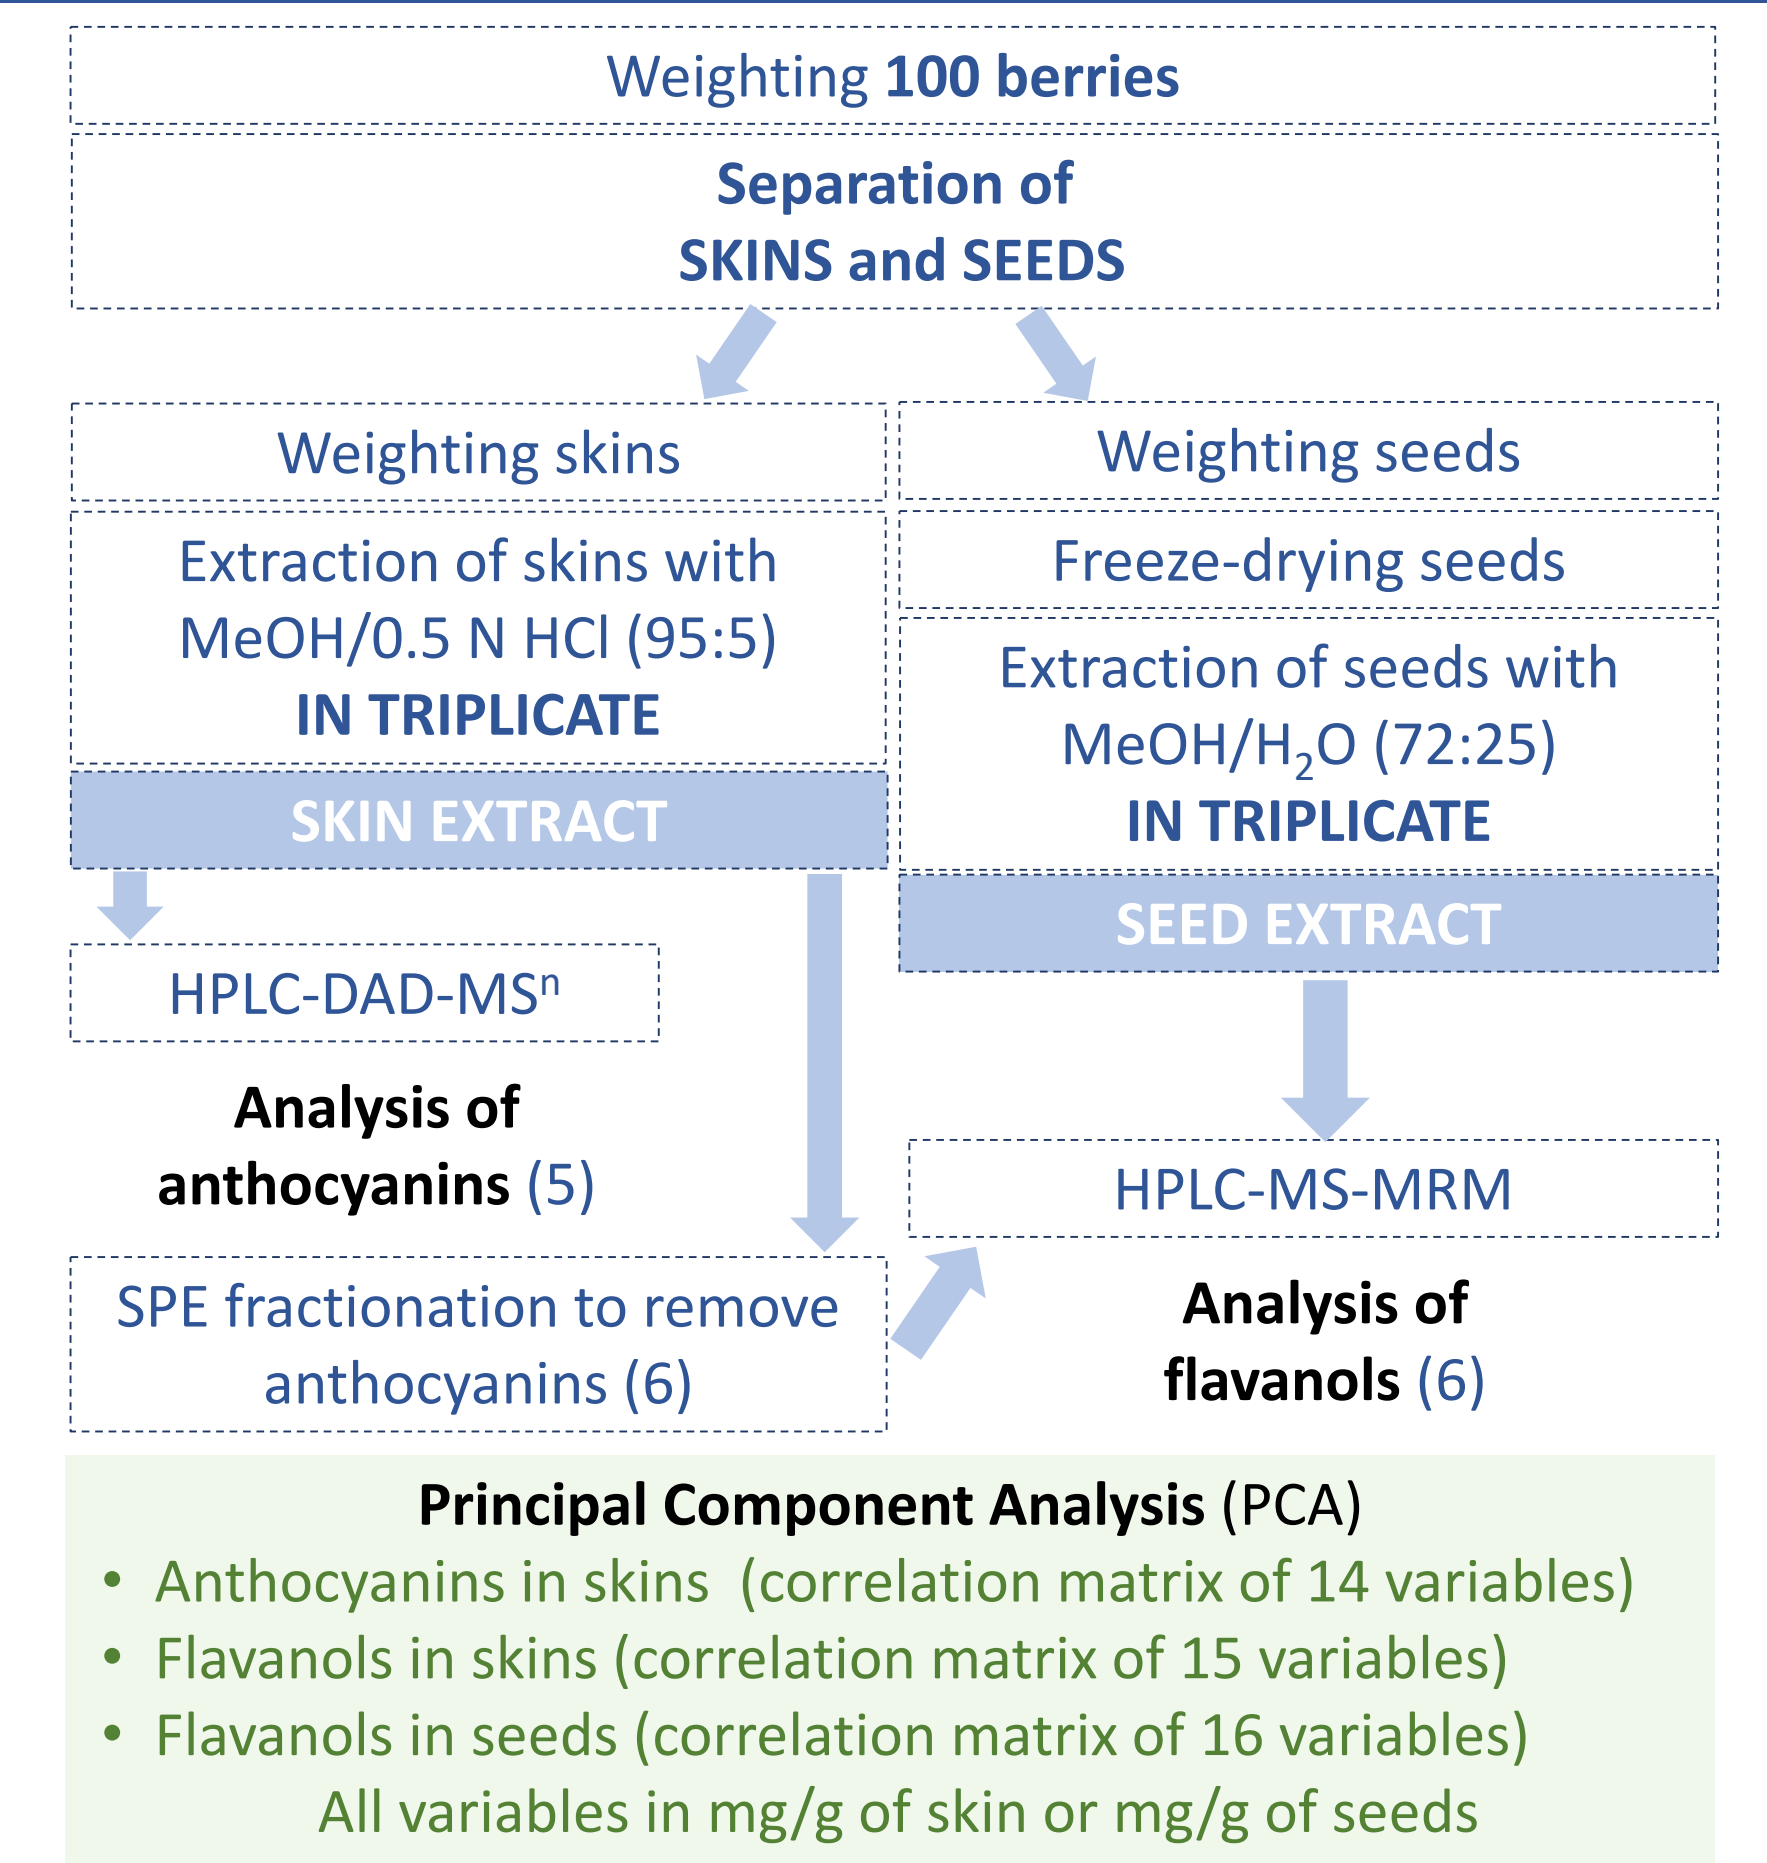 Weighting 100 berries
Separation of
SKINS and SEEDS
Weighting skins
Extraction of skins with
MeOH/0.5 N HCl (95:5)
IN TRIPLICATE
SKIN EXTRACT
Weighting seeds
Freeze-drying seeds
Extraction of seeds with
MeOH/H₂O (72:25)
IN TRIPLICATE
SEED EXTRACT
HPLC-DAD-MSⁿ
Analysis of
anthocyanins (5)
SPE fractionation to remove
anthocyanins (6)
HPLC-MS-MRM
Analysis of
flavanols (6)
Principal Component Analysis (PCA)
• Anthocyanins in skins (correlation matrix of 14 variables)
• Flavanols in skins (correlation matrix of 15 variables)
• Flavanols in seeds (correlation matrix of 16 variables)
All variables in mg/g of skin or mg/g of seeds